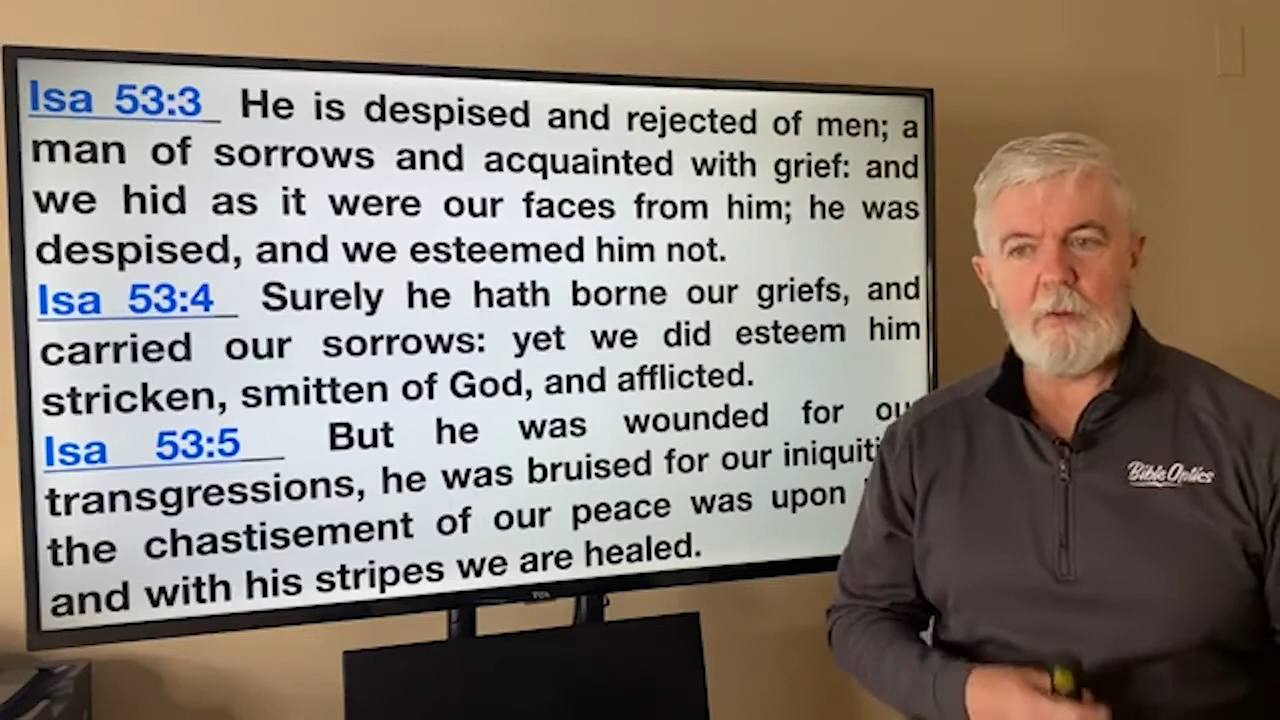 Isa 53:3 He is despised and rejected of men; a
man of sorrows and acquainted with grief: and
we hid as it were our faces from him; he was
despised, and we esteemed him not.
Isa 53:4 Surely he hath borne our griefs, and
carried our sorrows: yet we did esteem him
stricken, smitten of God, and afflicted.
Isa 53:5 But he was wounded for
transgressions, he was bruised for our
the chastisement of our peace was upon
and with his stripes we are healed.
TCL
Bible Optics